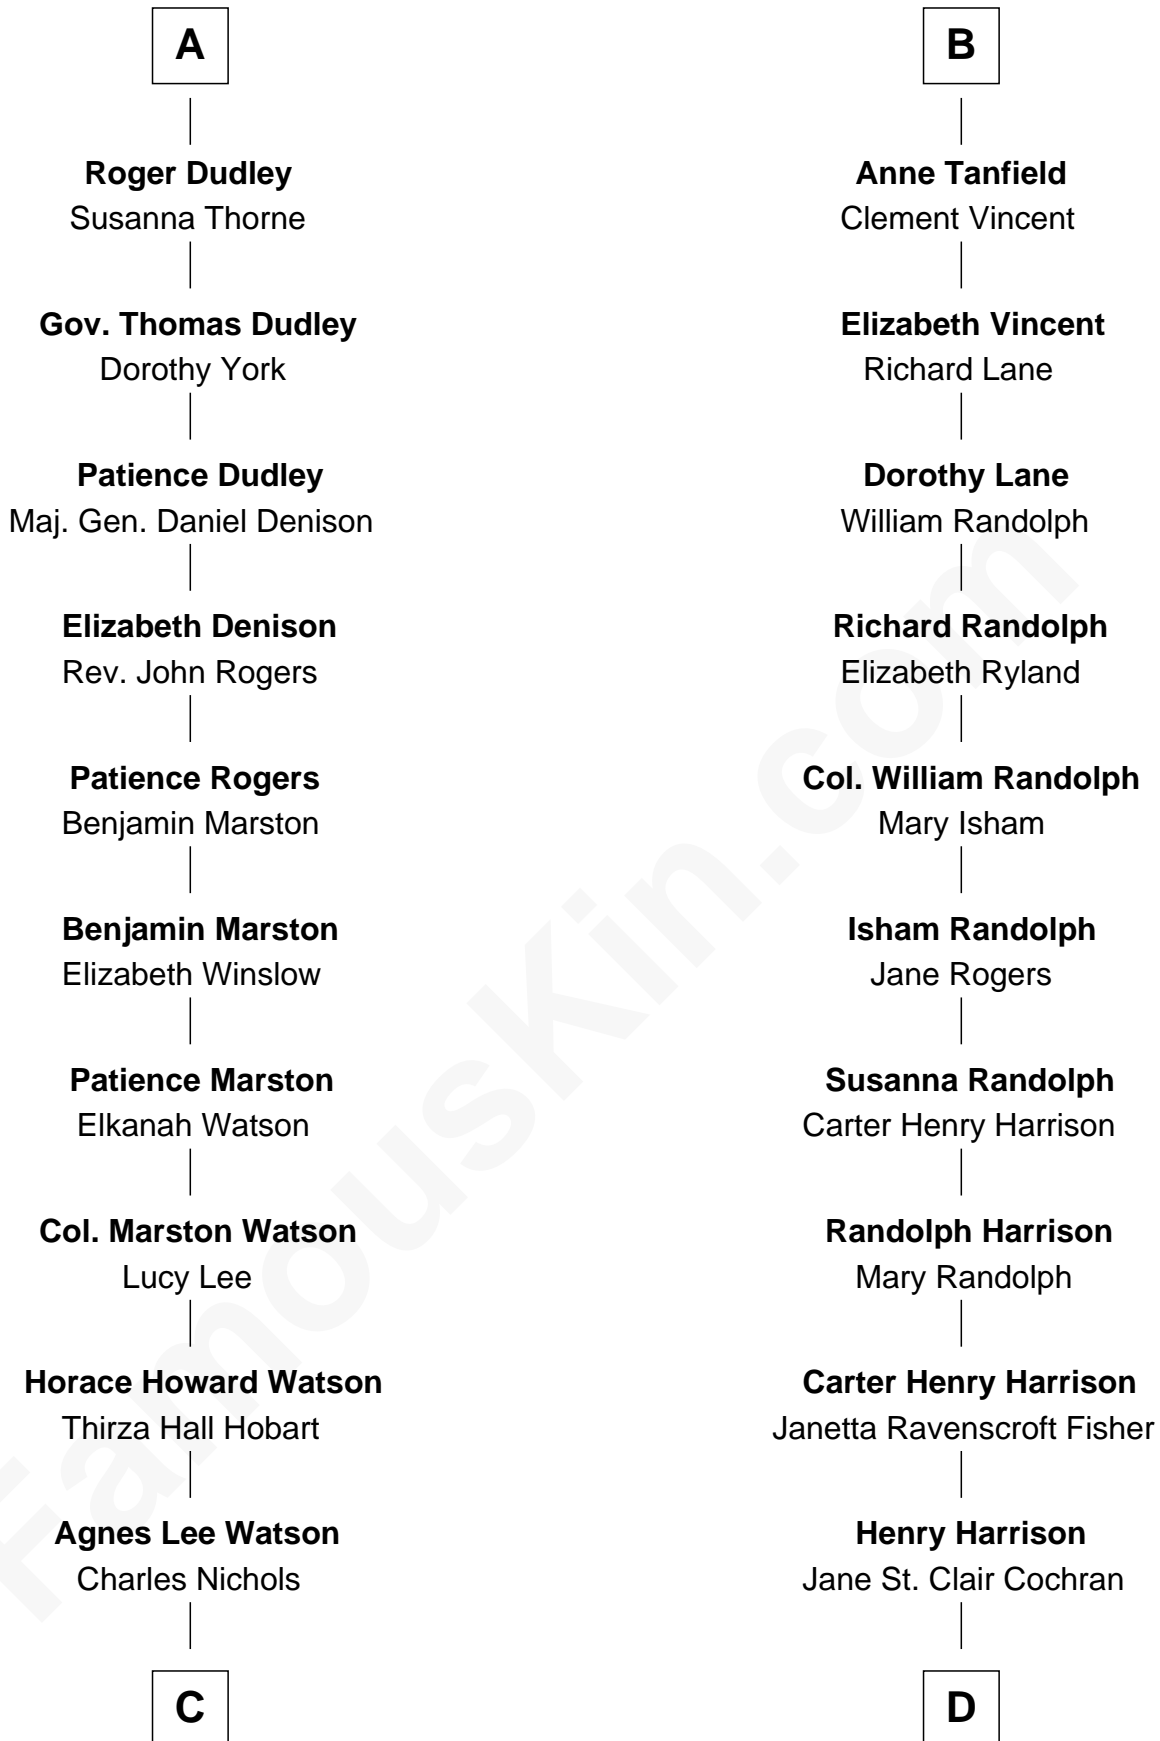 A
Roger Dudley
Susanna Thorne
Gov. Thomas Dudley
Dorothy York
Patience Dudley
Maj. Gen. Daniel Denison
Elizabeth Denison
Rev. John Rogers
Patience Rogers
Benjamin Marston
Benjamin Marston
Elizabeth Winslow
Patience Marston
Elkanah Watson
Col. Marston Watson
Lucy Lee
Horace Howard Watson
Thirza Hall Hobart
Agnes Lee Watson
Charles Nichols
C
B
Anne Tanfield
Clement Vincent
Elizabeth Vincent
Richard Lane
Dorothy Lane
William Randolph
Richard Randolph
Elizabeth Ryland
Col. William Randolph
Mary Isham
Isham Randolph
Jane Rogers
Susanna Randolph
Carter Henry Harrison
Randolph Harrison
Mary Randolph
Carter Henry Harrison
Janetta Ravenscroft Fisher
Henry Harrison
Jane St. Clair Cochran
D
FamousKin.com